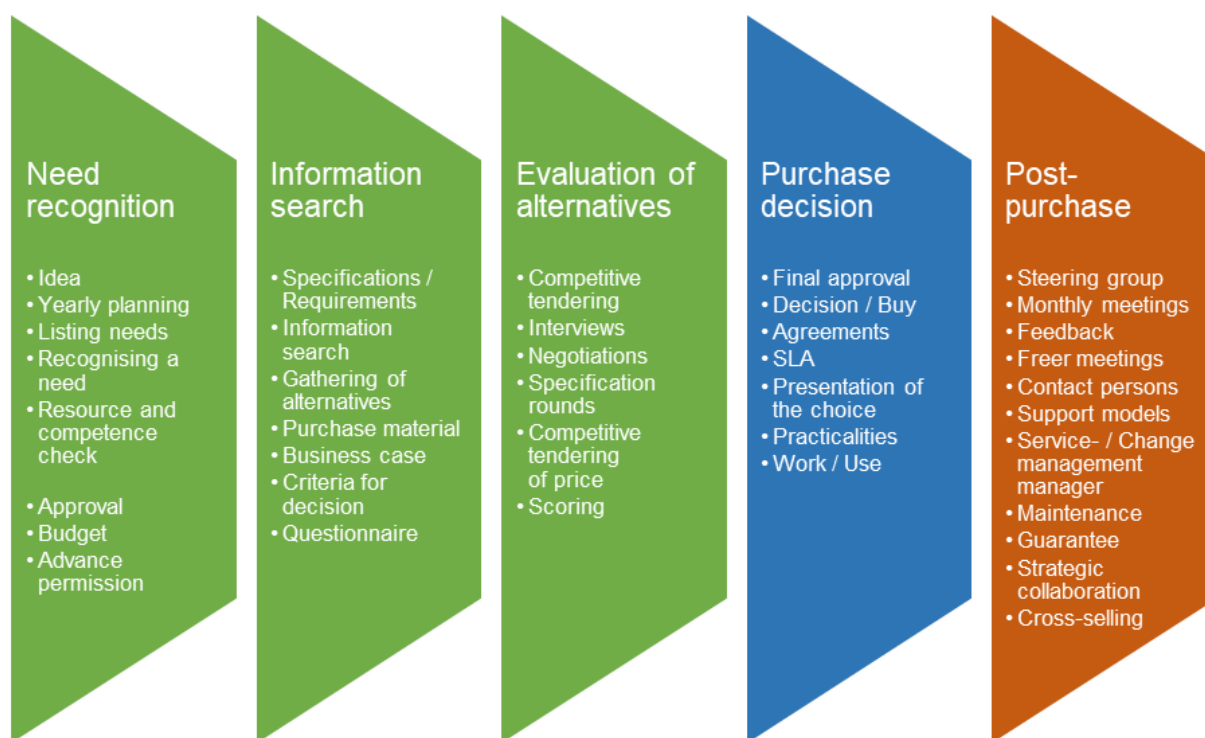 Need
recognition
• Idea
• Yearly planning
• Listing needs
• Recognising a
need
• Resource and
competence
check
• Approval
• Budget
• Advance
permission
Information
search
• Specifications /
Requirements
• Information
search
• Gathering of
alternatives
• Purchase material
• Business case
• Criteria for
decision
• Questionnaire
Evaluation of
alternatives
• Competitive
tendering
• Interviews
• Negotiations
• Specification
rounds
• Competitive
tendering
of price
• Scoring
Purchase
decision
• Final approval
• Decision / Buy
• Agreements
• SLA
• Presentation of
the choice
• Practicalities
• Work / Use
Post-
purchase
• Steering group
• Monthly meetings
• Feedback
• Freer meetings
• Contact persons
• Support models
• Service- / Change
management
manager
• Maintenance
• Guarantee
• Strategic
collaboration
• Cross-selling